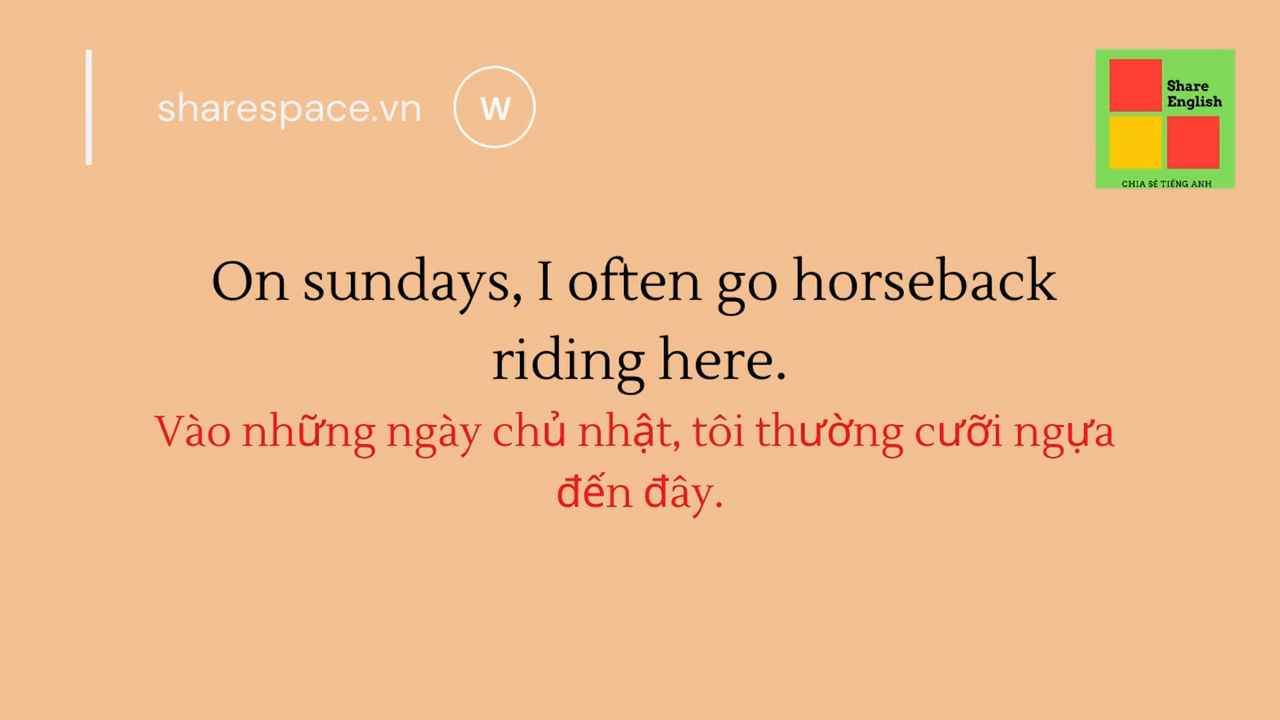 sharespace.vn
W
Share
English
CHIA SẺ TIẾNG ANH
On sundays, I often go horseback
riding here.
Vào những ngày chủ nhật, tôi thường cưỡi ngựa
đến đây.